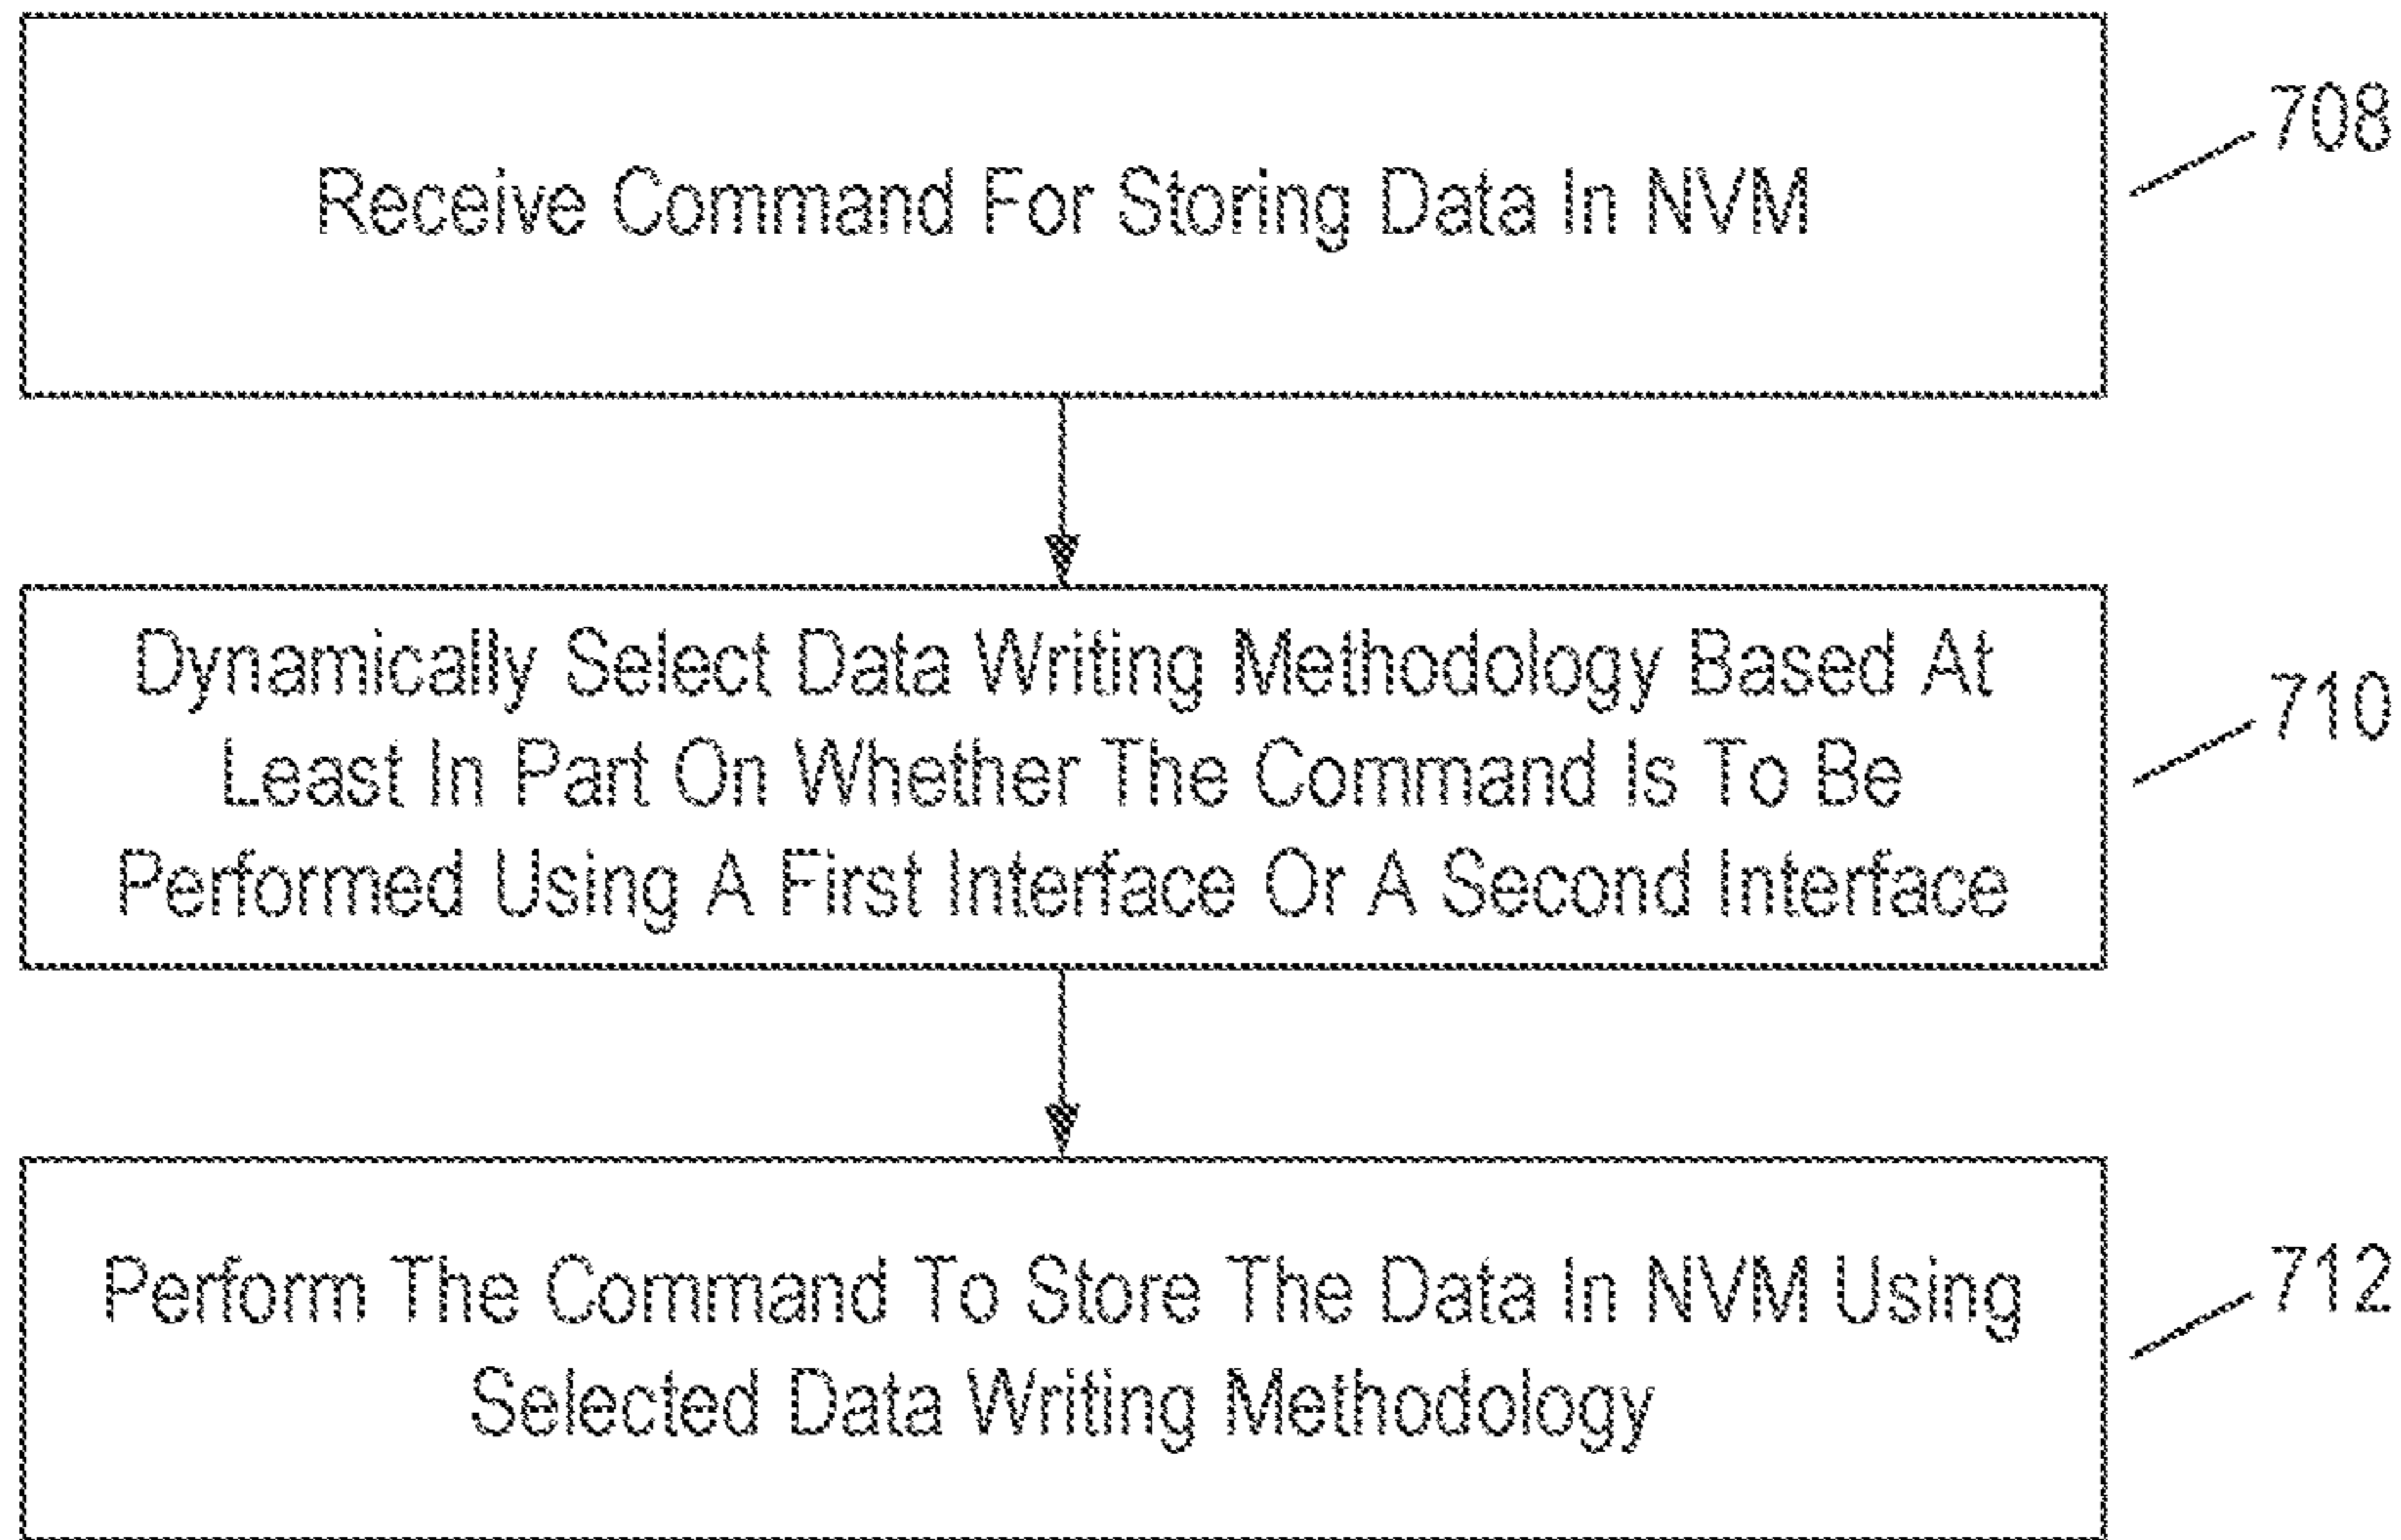 Receive Command For Storing Data In NVM
708
Dynamically Select Data Writing Methodology Based At
Least In Part On Whether The Command Is To Be
Performed Using A First Interface Or A Second Interface
710
Perform The Command To Store The Data In NVM Using
Selected Data Writing Methodology
712